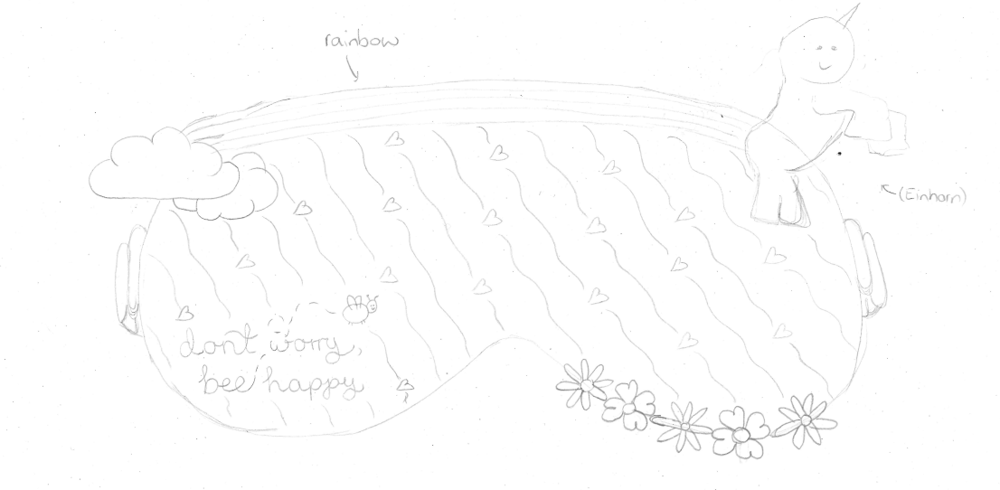 rainbow
(Einhorn)
dont worry,
bee happy